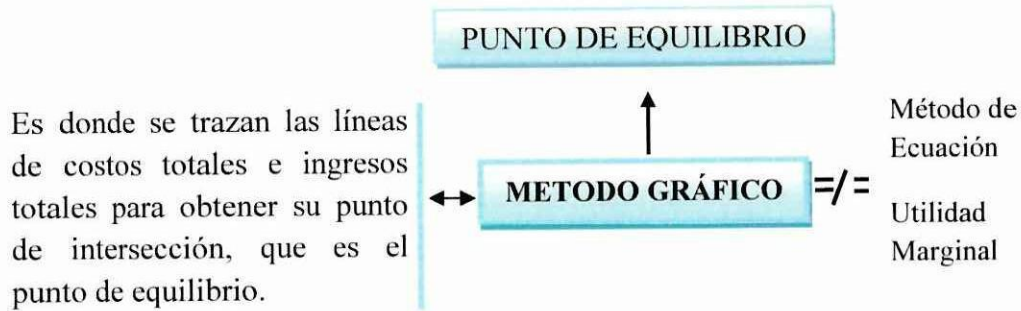 PUNTO DE EQUILIBRIO
Es donde se trazan las líneas
de costos totales e ingresos
totales para obtener su punto
de intersección, que es el
punto de equilibrio.
METODO GRÁFICO
=/=
Método de
Ecuación
Utilidad
Marginal